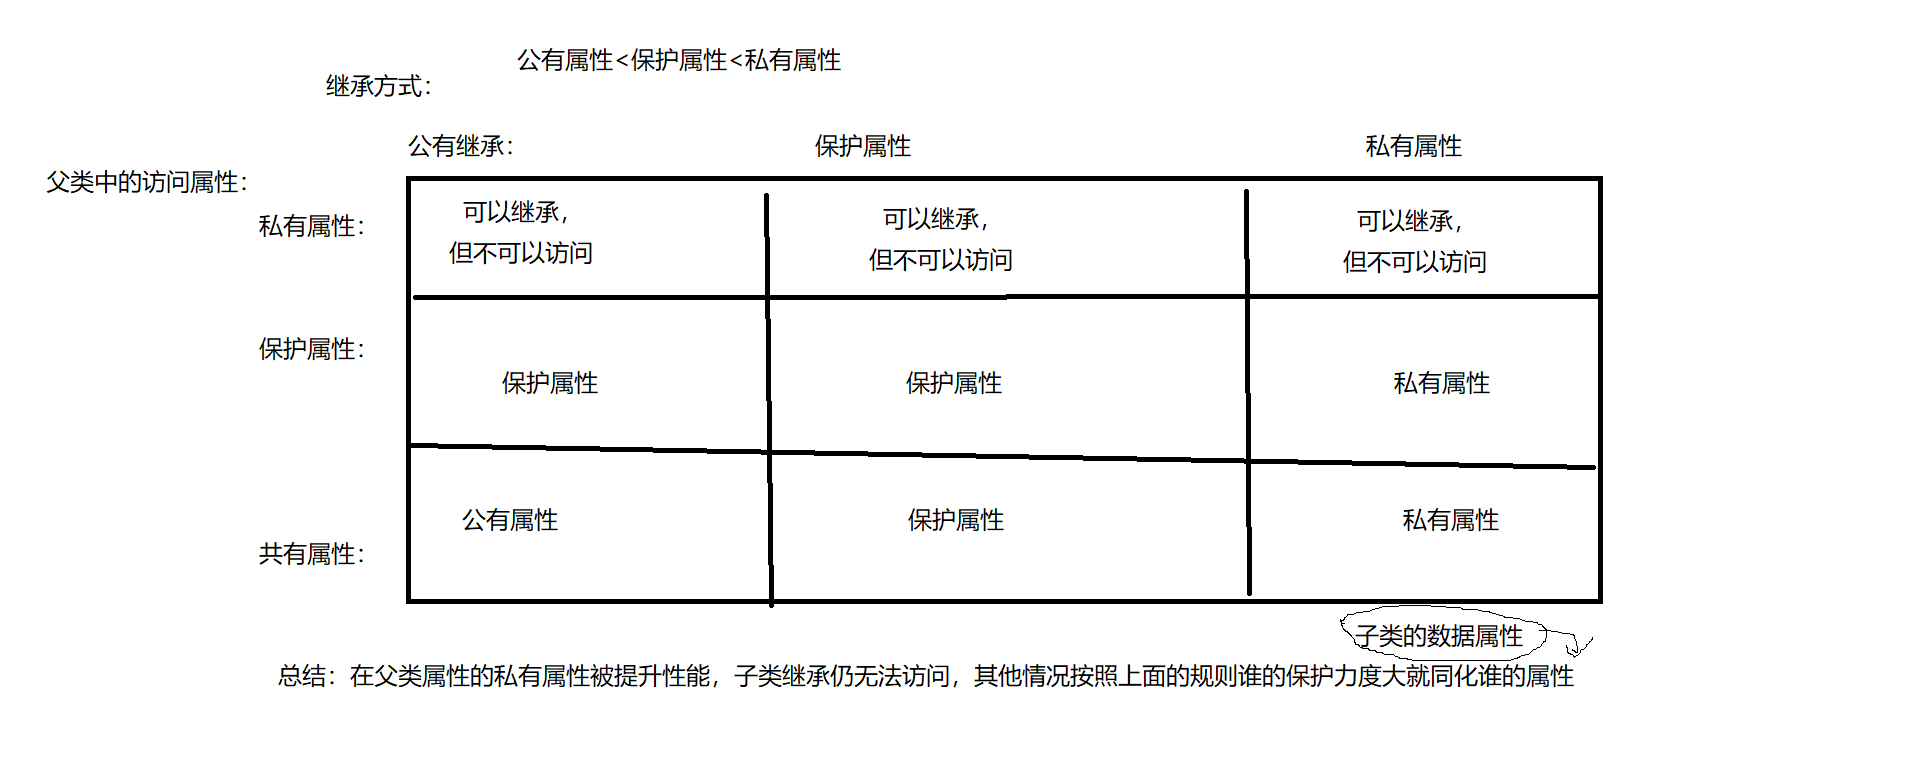 公有属性<保护属性<私有属性
继承方式：
公有继承： 保护属性 私有属性
父类中的访问属性：
私有属性： 可以继承， 可以继承， 可以继承，
但不可以访问 但不可以访问 但不可以访问
保护属性：
保护属性 保护属性 私有属性
公有属性 保护属性 私有属性
共有属性：
子类的数据属性
总结：在父类属性的私有属性被提升性能，子类继承仍无法访问，其他情况按照上面的规则谁的保护力度大就同化谁的属性